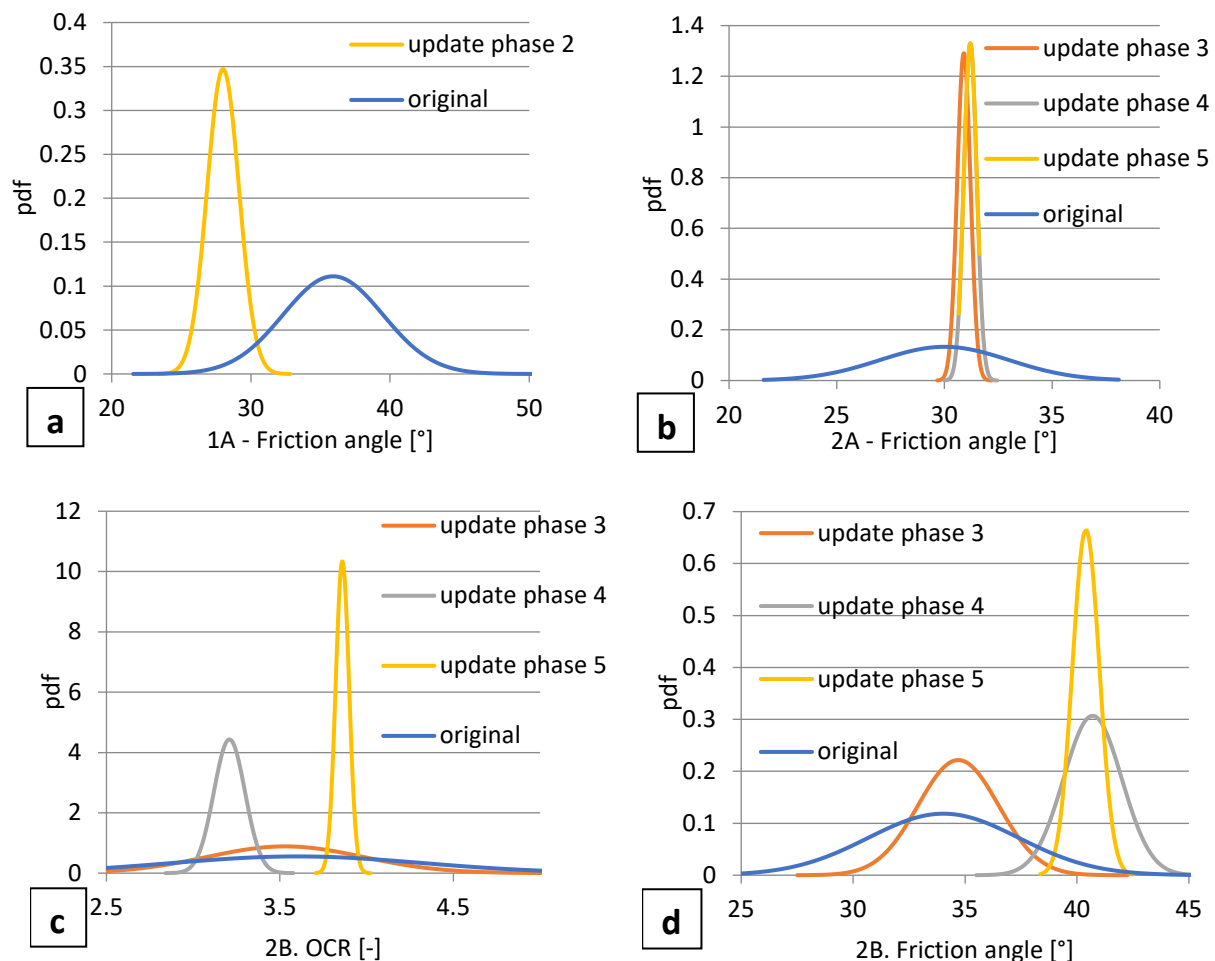 0.4
0.35
0.3
0.25
0.2
0.15
0.1
0.05
0
pdf
update phase 2
original
20 30 40 50
1A - Friction angle [°]
a
1.4
1.2
1
0.8
0.6
0.4
0.2
0
pdf
update phase 3
update phase 4
update phase 5
original
20 25 30 35 40
2A - Friction angle [°]
b
12
10
8
6
4
2
0
pdf
update phase 3
update phase 4
update phase 5
original
2.5 3.5 4.5
2B. OCR [-]
c
0.7
0.6
0.5
0.4
0.3
0.2
0.1
0
pdf
update phase 3
update phase 4
update phase 5
original
25 30 35 40 45
2B. Friction angle [°]
d